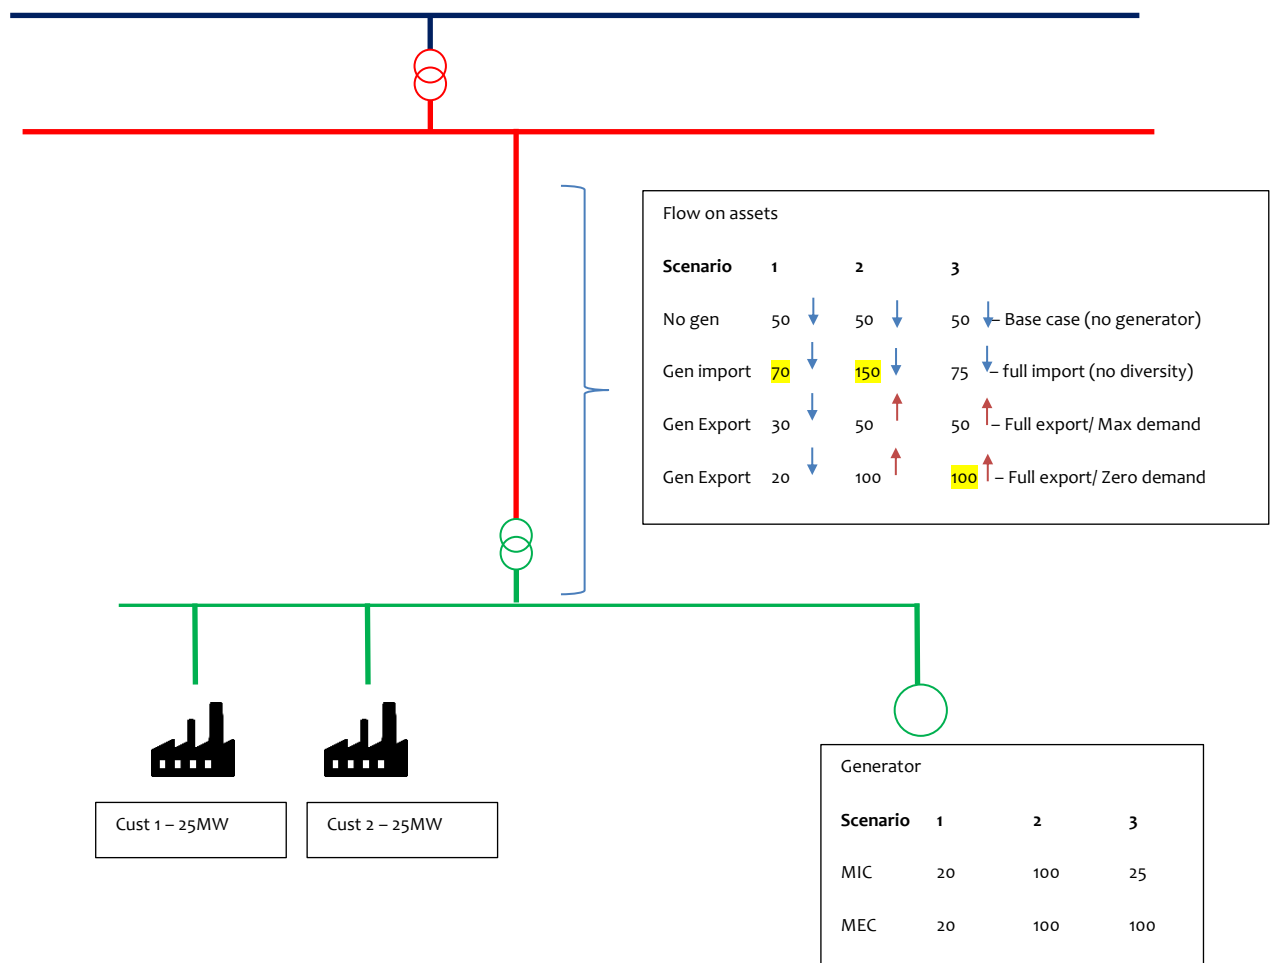 Flow on assets
Scenario 1 2 3
No gen 50 50 50 – Base case (no generator)
Gen import 70 150 75 – full import (no diversity)
Gen Export 30 50 50 – Full export/ Max demand
Gen Export 20 100 100 – Full export/ Zero demand
Cust 1 – 25MW
Cust 2 – 25MW
Generator
Scenario 1 2 3
MIC 20 100 25
MEC 20 100 100